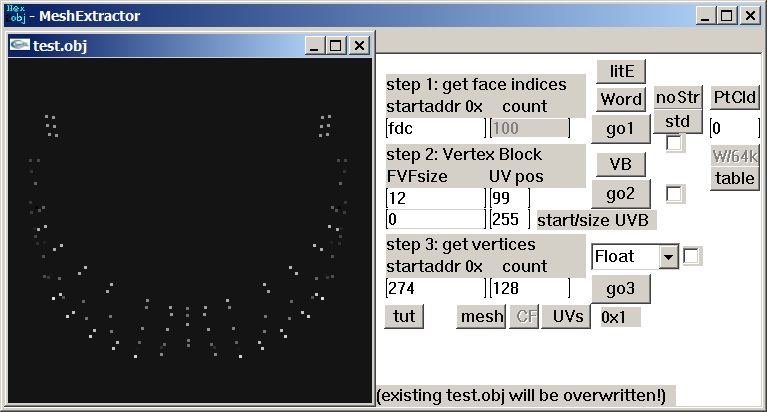 Hex
obj - MeshExtractor
test.obj
litE
step 1: get face indices
startaddr 0x count
Word
noStr
PtCld
fdc
100
go1
std
0
step 2: Vertex Block
FVFsize UV pos
VB
W/64k
table
12
99
go2
0
255
start/size UVB
step 3: get vertices
startaddr 0x count
Float
274
128
go3
tut
mesh
CF
UVs
0x1
(existing test.obj will be overwritten!)